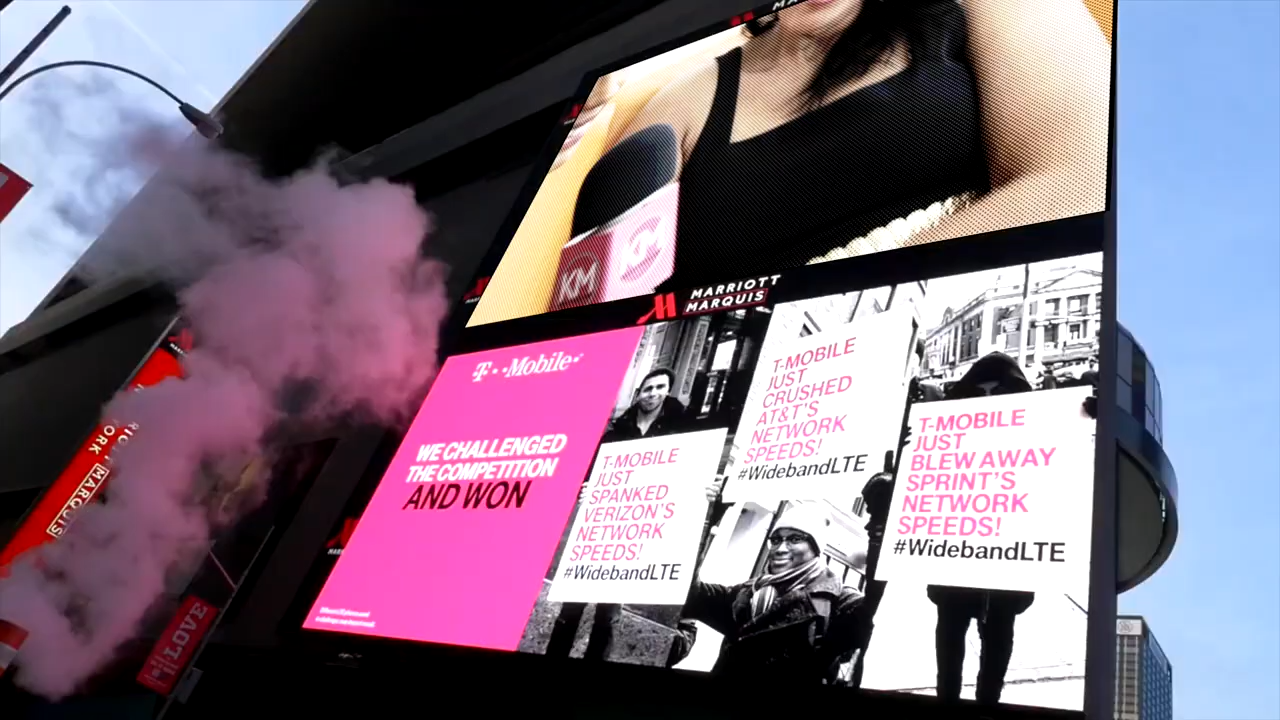 KM
MARRIOTT
MARQUIS
T··Mobile·
WE CHALLENGED
THE COMPETITION
AND WON
T-MOBILE
JUST
SPANKED
VERIZON'S
NETWORK
SPEEDS!
#WidebandLTE
T-MOBILE
JUST
CRUSHED
AT&T'S
NETWORK
SPEEDS!
#WidebandLTE
T-MOBILE
JUST
BLEW AWAY
SPRINT'S
NETWORK
SPEEDS!
#WidebandLTE
MARQUIS
LOVE